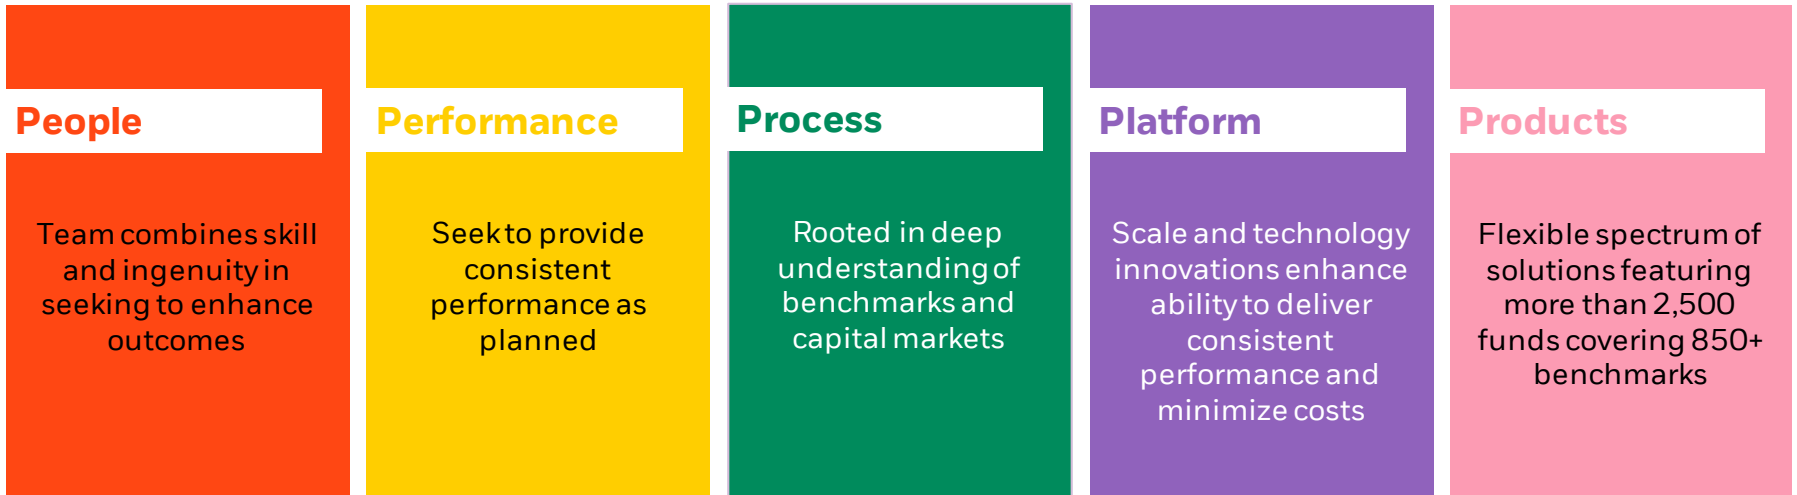 People
Team combines skill
and ingenuity in
seeking to enhance
outcomes
Performance
Seek to provide
consistent
performance as
planned
Process
Rooted in deep
understanding of
benchmarks and
capital markets
Platform
Scale and technology
innovations enhance
ability to deliver
consistent
performance and
minimize costs
Products
Flexible spectrum of
solutions featuring
more than 2,500
funds covering 850+
benchmarks